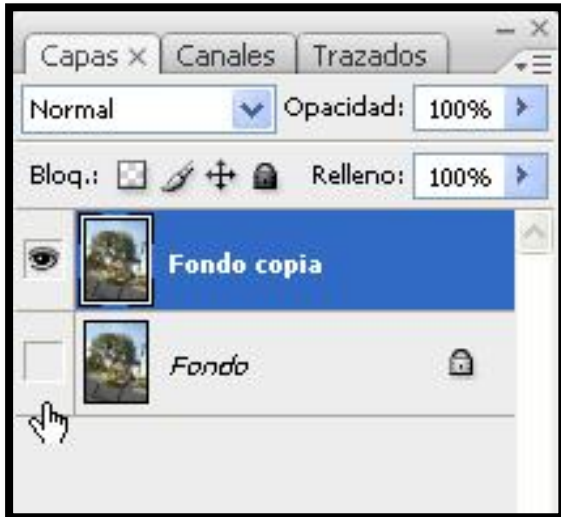 Capas Canales Trazados
Normal Opacidad: 100%
Bloq.: Relleno: 100%
Fondo copia
Fondo